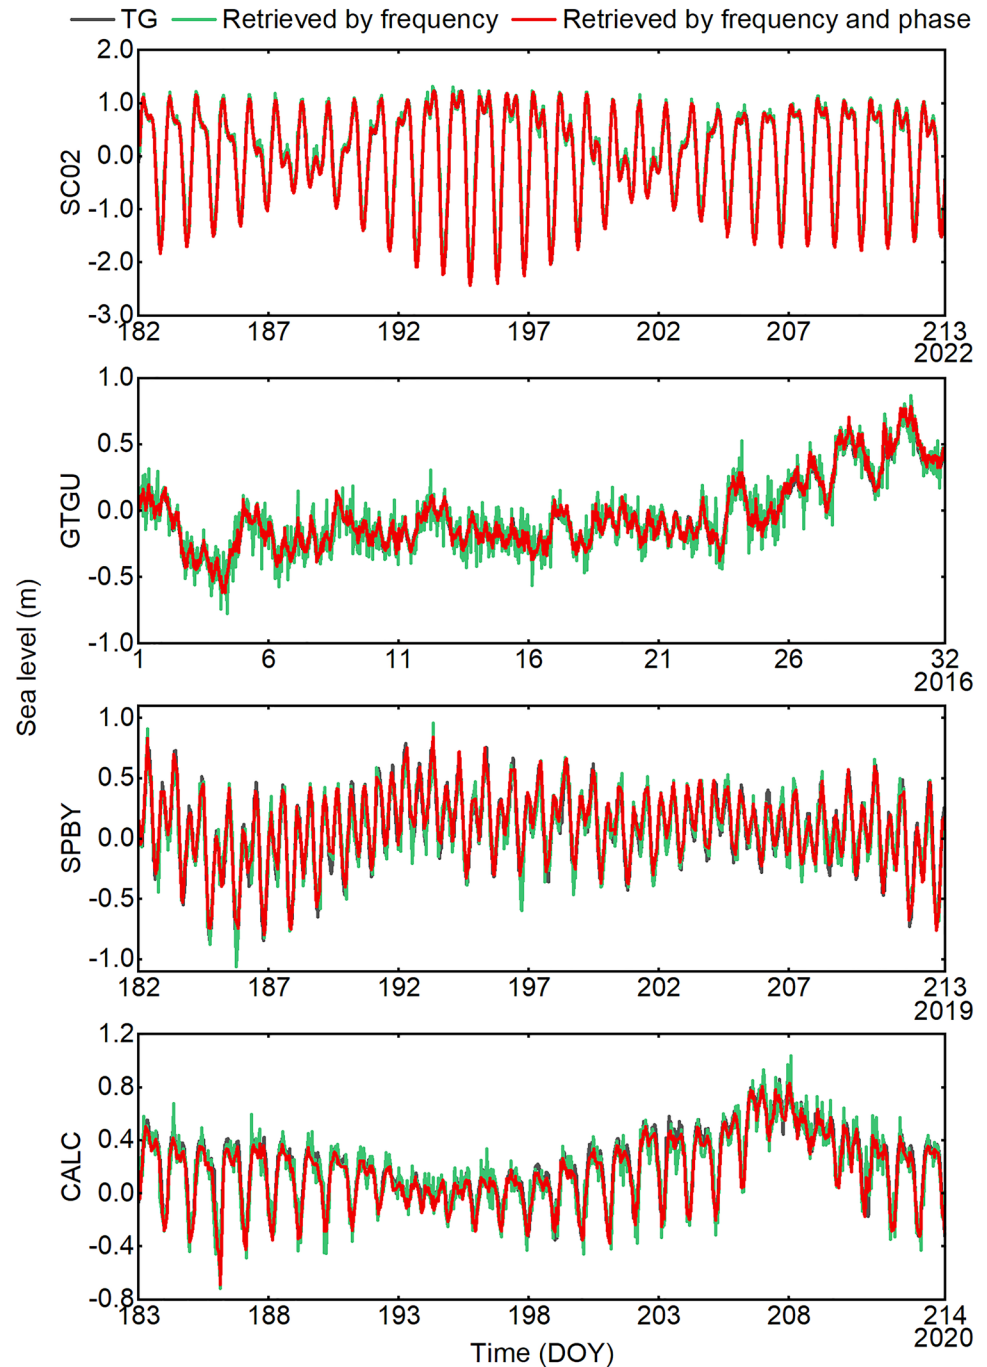 TG Retrieved by frequency Retrieved by frequency and phase
2.0
1.0
0.0
-1.0
-2.0
-3.0
SC02
182 187 192 197 202 207 213
2022
1.0
0.5
0.0
-0.5
-1.0
GTGU
1 6 11 16 21 26 32
2016
Sea level (m)
1.0
0.5
0.0
-0.5
-1.0
SPBY
182 187 192 197 202 207 213
2019
1.2
0.8
0.4
0.0
-0.4
-0.8
CALC
183 188 193 198 203 208 214
2020
Time (DOY)